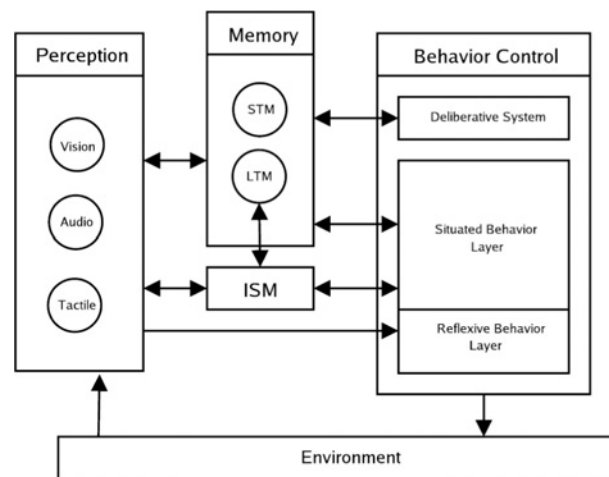 Perception
Vision
Audio
Tactile
Memory
STM
LTM
ISM
Behavior Control
Deliberative System
Situated Behavior
Layer
Reflexive Behavior
Layer
Environment